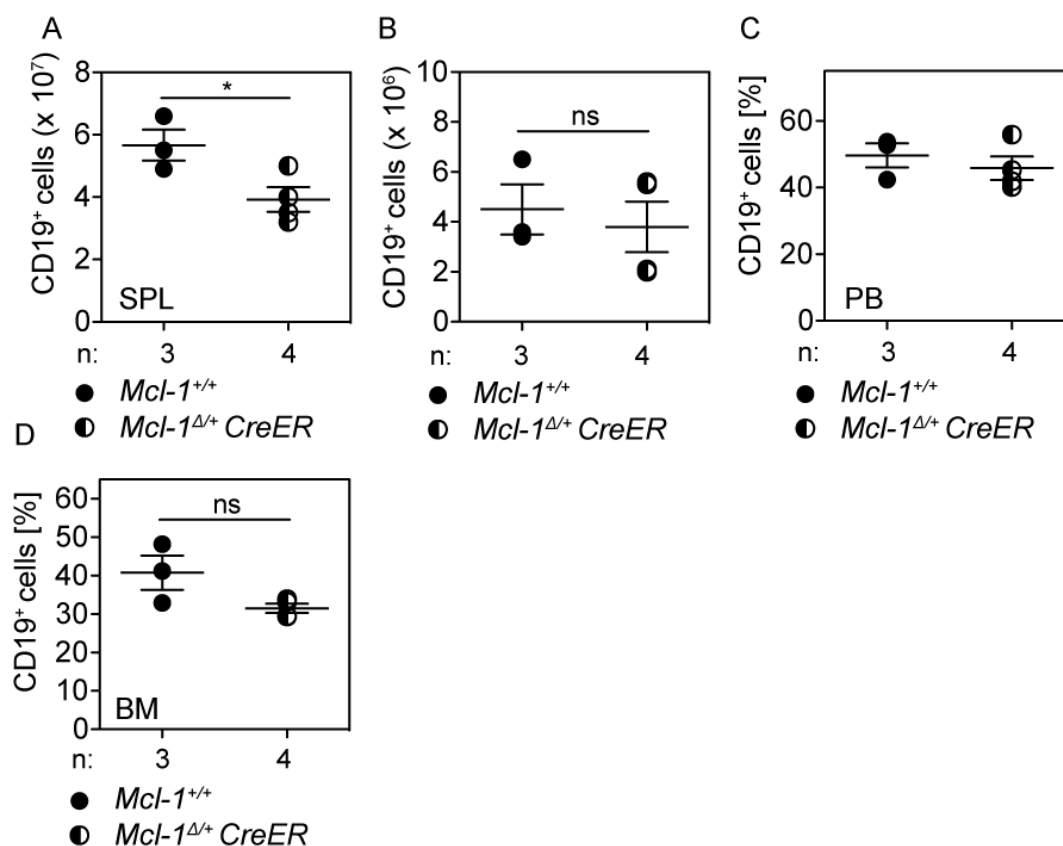 A
CD19⁺ cells (x 10⁷)
8
6
4
2
0
*
SPL
n: 3 4
Mcl-1⁺/⁺
Mcl-1^Δ/⁺ CreER
B
CD19⁺ cells (x 10⁶)
10
8
6
4
2
0
ns
n: 3 4
Mcl-1⁺/⁺
Mcl-1^Δ/⁺ CreER
C
CD19⁺ cells [%]
60
40
20
0
PB
n: 3 4
Mcl-1⁺/⁺
Mcl-1^Δ/⁺ CreER
D
CD19⁺ cells [%]
60
50
40
30
20
10
0
ns
BM
n: 3 4
Mcl-1⁺/⁺
Mcl-1^Δ/⁺ CreER